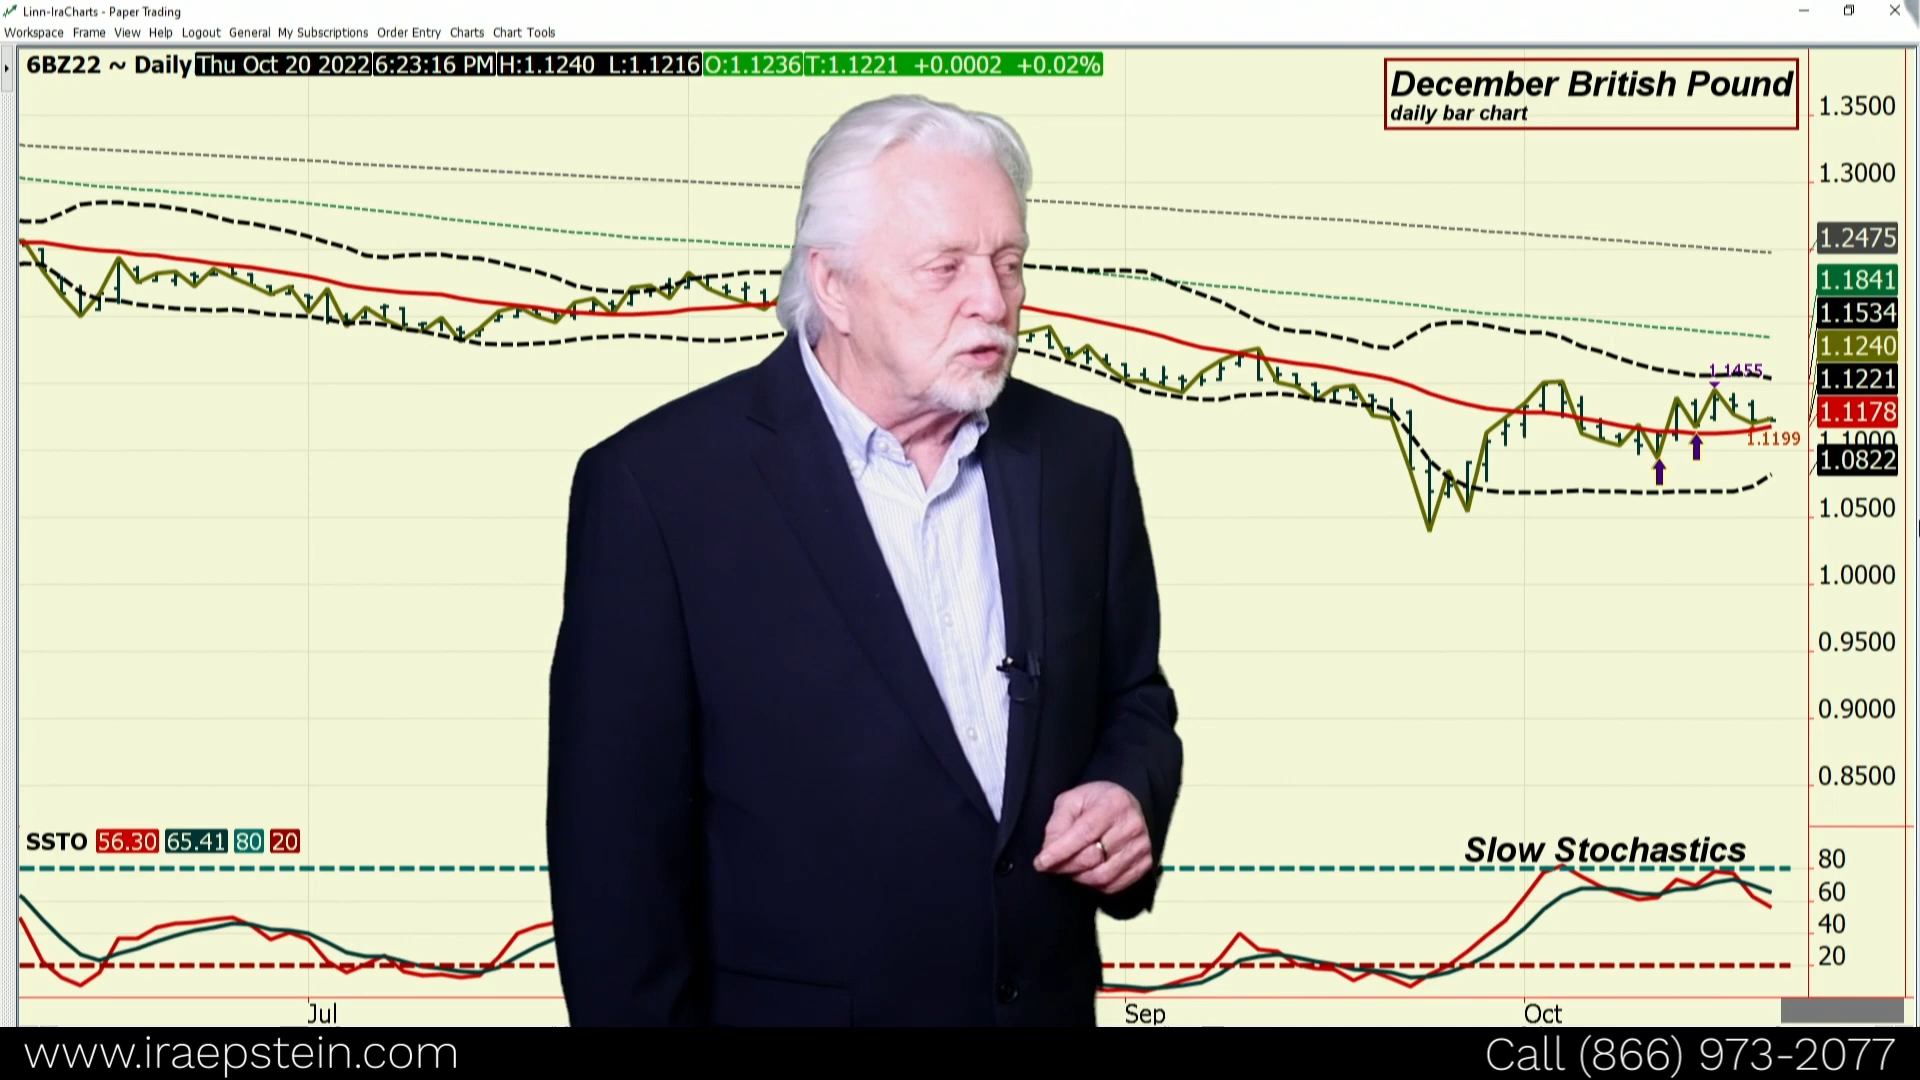 Linn-IraCharts - Paper Trading
Workspace Frame View Help Logout General My Subscriptions Order Entry Charts Chart Tools
6BZ22 ~ Daily Thu Oct 20 2022 6:23:16 PM H:1.1240 L:1.1216 O:1.1236 T:1.1221 +0.0002 +0.02%
December British Pound
daily bar chart
1.3500
1.3000
1.2475
1.1841
1.1534
1.1240
1.1221
1.1178
1.1000
1.0822
1.0500
1.0000
0.9500
0.9000
0.8500
1.1455
1.1199
SSTO 56.30 65.41 80 20
Slow Stochastics
80
60
40
20
Jul Sep Oct
www.iraepstein.com
Call (866) 973-2077